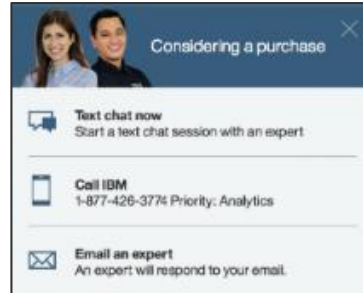 Considering a purchase
Text chat now
Start a text chat session with an expert
Call IBM
1-877-426-3774 Priority: Analytics
Email an expert
An expert will respond to your email.